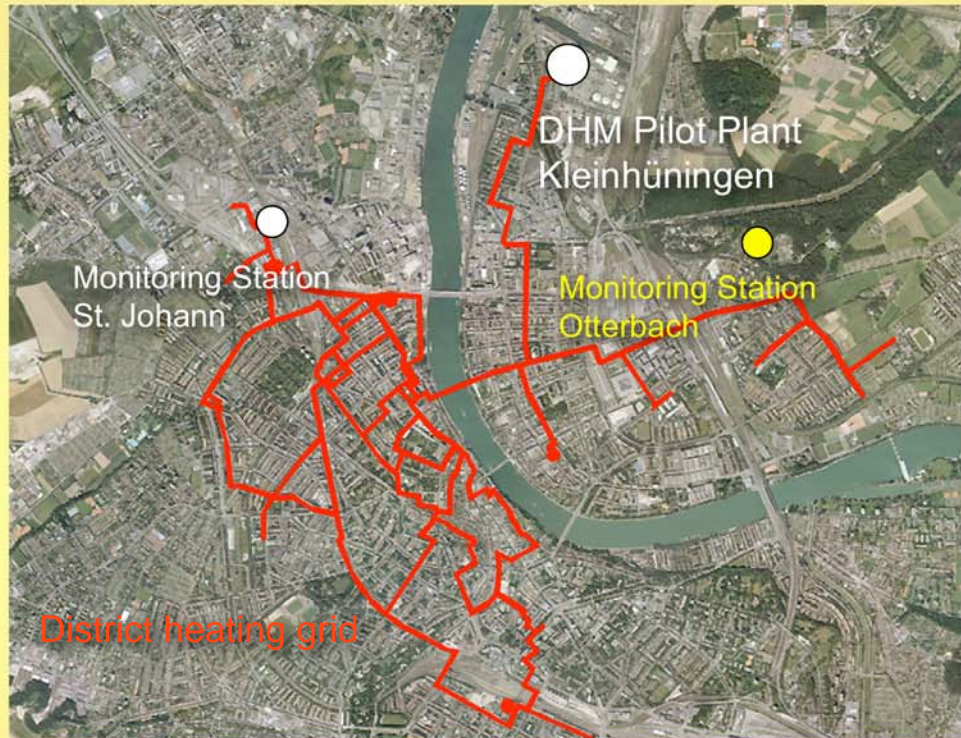 DHM Pilot Plant
Kleinhüningen
Monitoring Station
St. Johann
Monitoring Station
Otterbach
District heating grid